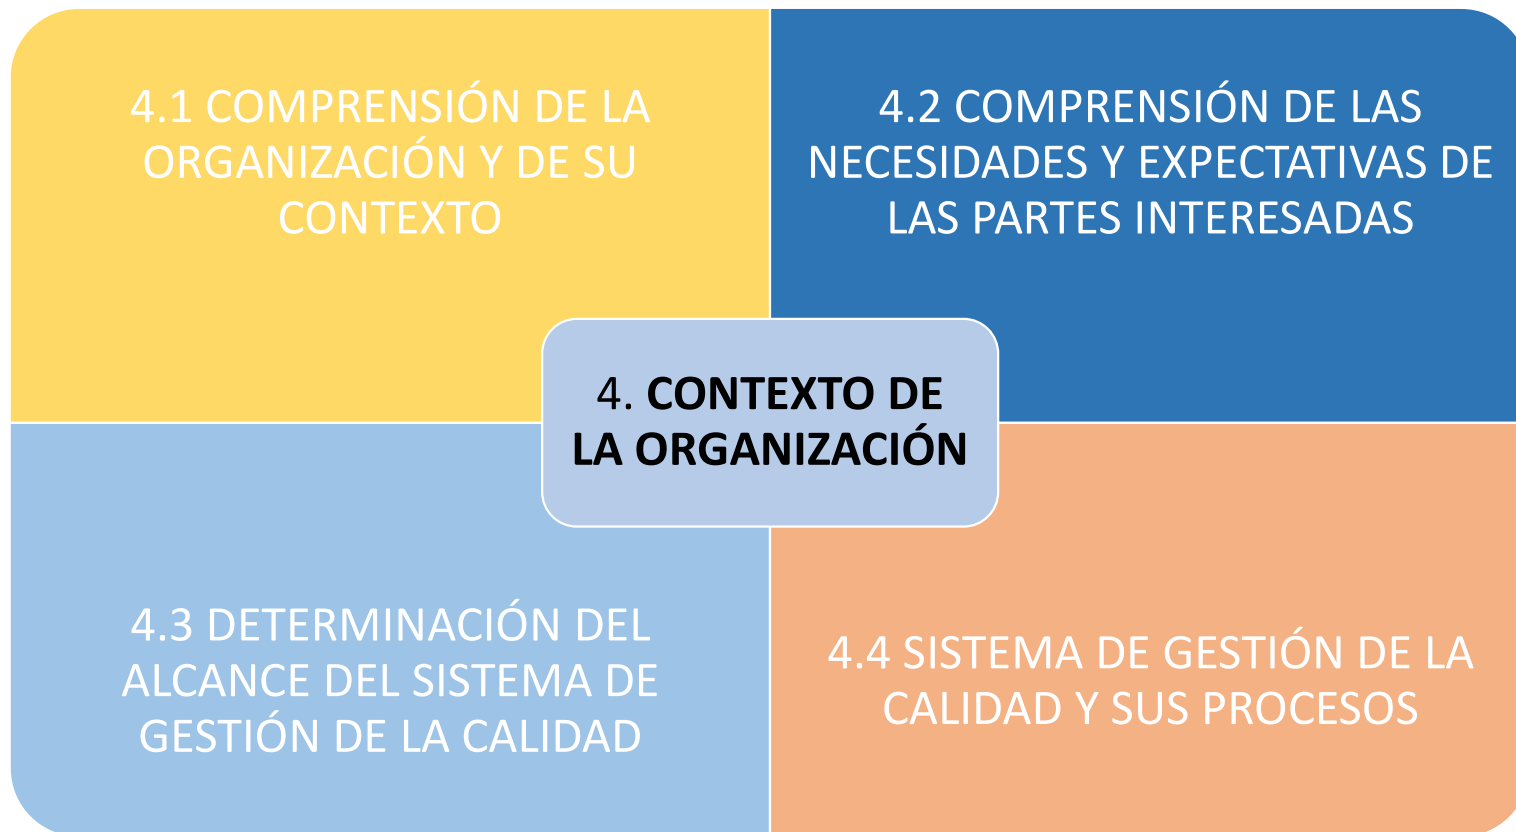 4.1 COMPRENSIÓN DE LA
ORGANIZACIÓN Y DE SU
CONTEXTO
4.2 COMPRENSIÓN DE LAS
NECESIDADES Y EXPECTATIVAS DE
LAS PARTES INTERESADAS
4. CONTEXTO DE
LA ORGANIZACIÓN
4.3 DETERMINACIÓN DEL
ALCANCE DEL SISTEMA DE
GESTIÓN DE LA CALIDAD
4.4 SISTEMA DE GESTIÓN DE LA
CALIDAD Y SUS PROCESOS